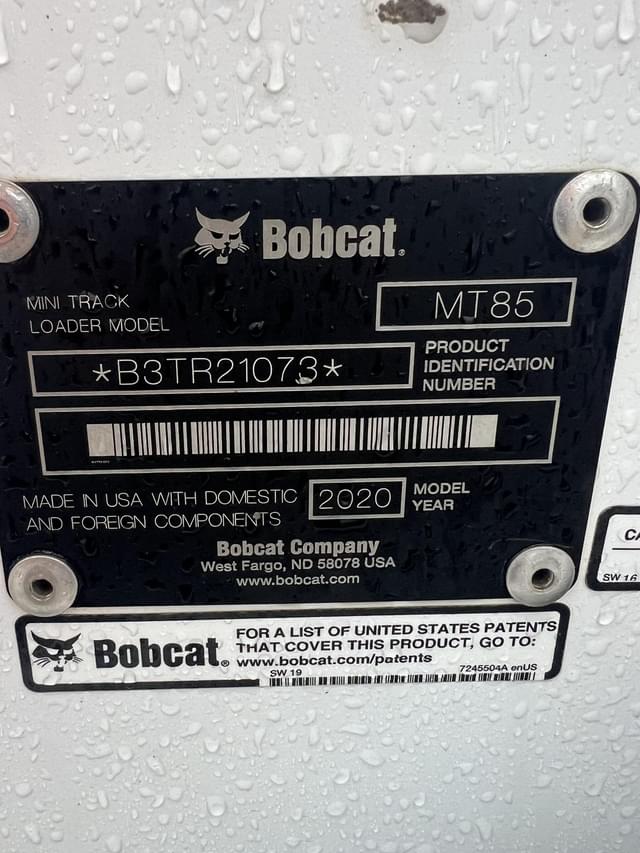 Bobcat.
MINI TRACK
LOADER MODEL
MT85
*B3TR21073*
PRODUCT
IDENTIFICATION
NUMBER
MADE IN USA WITH DOMESTIC
AND FOREIGN COMPONENTS
2020
MODEL
YEAR
Bobcat Company
West Fargo, ND 58078 USA
www.bobcat.com
CA
SW 16
Bobcat.
FOR A LIST OF UNITED STATES PATENTS
THAT COVER THIS PRODUCT, GO TO:
www.bobcat.com/patents
SW 19
7245504A enUS